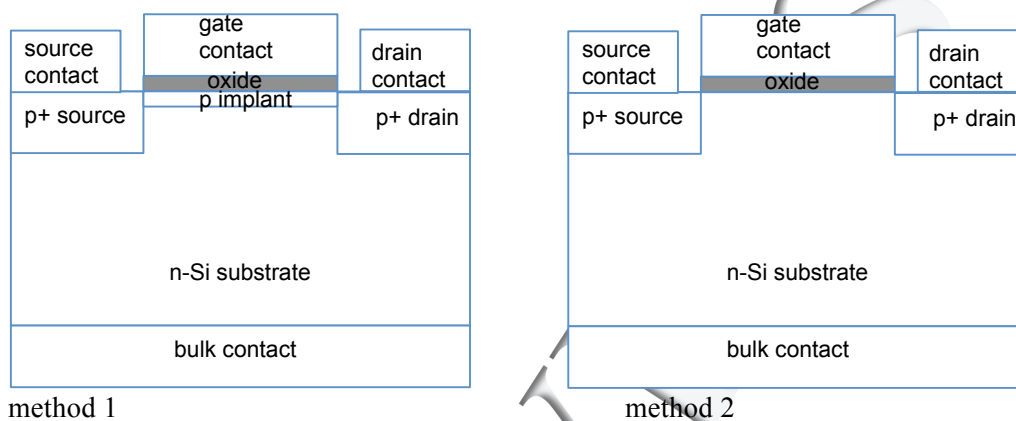 source
contact
gate
contact
drain
contact
oxide
p implant
p+ source
p+ drain
n-Si substrate
bulk contact
method 1
source
contact
gate
contact
drain
contact
oxide
p+ source
p+ drain
n-Si substrate
bulk contact
method 2